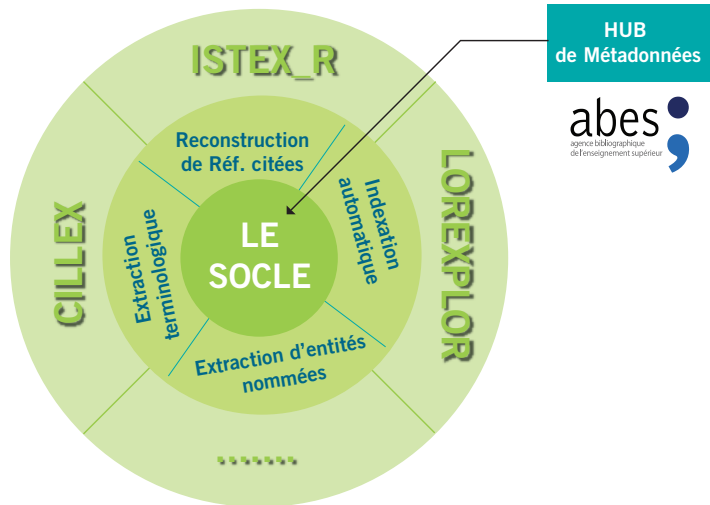 HUB
de Métadonnées
abes
agence bibliographique
de l'enseignement supérieur
ISTEX_R
Reconstruction
de Réf. citées
CILLEX
Extraction
terminologique
LE
SOCLE
Indexation
automatique
LOREXPLOR
Extraction d'entités
nommées
........